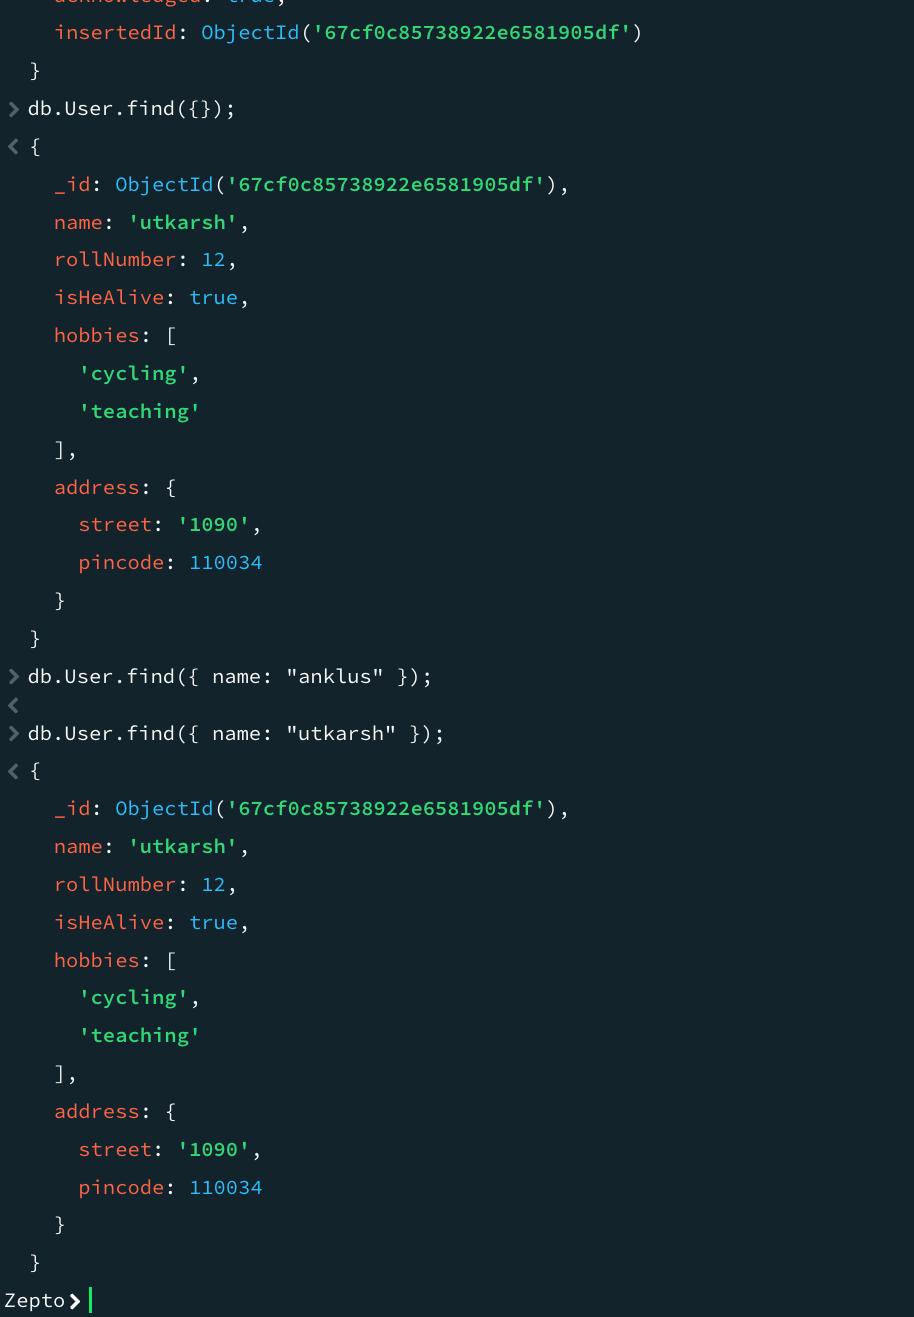 acknowledged: true,
insertedId: ObjectId('67cf0c85738922e6581905df')
}
> db.User.find({});
< {
_id: ObjectId('67cf0c85738922e6581905df'),
name: 'utkarsh',
rollNumber: 12,
isHeAlive: true,
hobbies: [
'cycling',
'teaching'
],
address: {
street: '1090',
pincode: 110034
}
}
> db.User.find({ name: "anklus" });
<
> db.User.find({ name: "utkarsh" });
< {
_id: ObjectId('67cf0c85738922e6581905df'),
name: 'utkarsh',
rollNumber: 12,
isHeAlive: true,
hobbies: [
'cycling',
'teaching'
],
address: {
street: '1090',
pincode: 110034
}
}
Zepto>